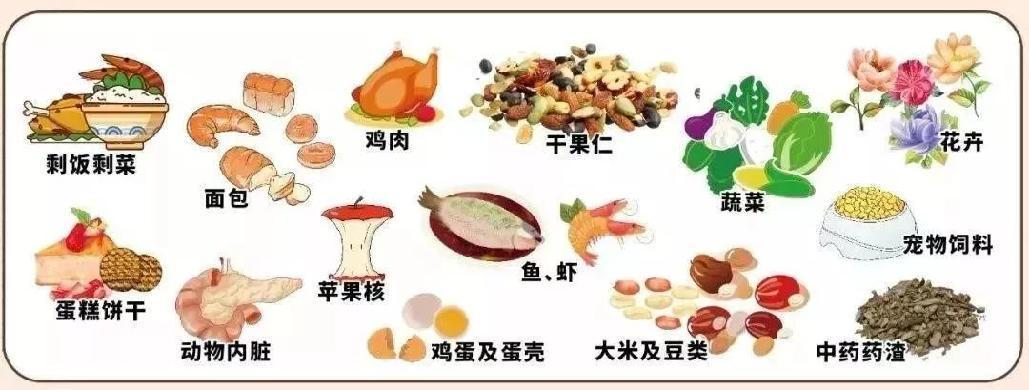 剩饭剩菜
面包
鸡肉
干果仁
蔬菜
花卉
蛋糕饼干
动物内脏
苹果核
鸡蛋及蛋壳
鱼、虾
大米及豆类
宠物饲料
中药药渣